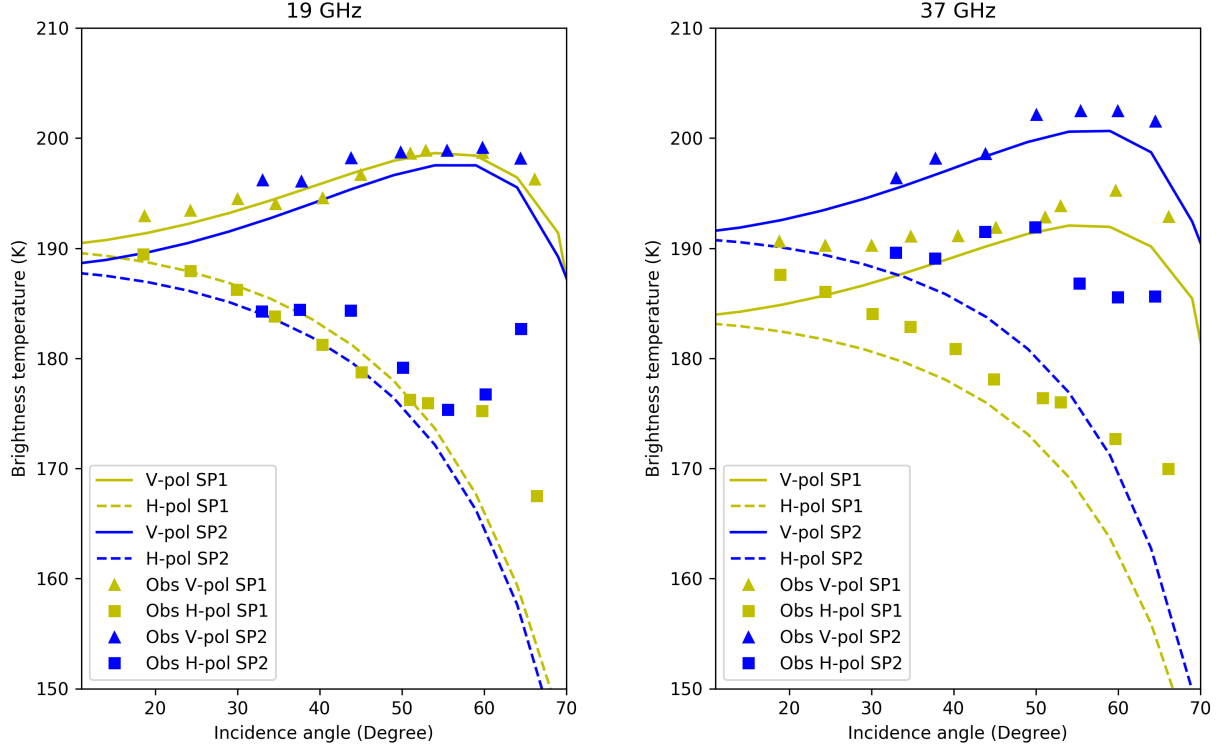 19 GHz
210
200
190
180
170
160
150
Brightness temperature (K)
20
30
40
50
60
70
Incidence angle (Degree)
V-pol SP1
H-pol SP1
V-pol SP2
H-pol SP2
Obs V-pol SP1
Obs H-pol SP1
Obs V-pol SP2
Obs H-pol SP2
37 GHz
210
200
190
180
170
160
150
Brightness temperature (K)
20
30
40
50
60
70
Incidence angle (Degree)
V-pol SP1
H-pol SP1
V-pol SP2
H-pol SP2
Obs V-pol SP1
Obs H-pol SP1
Obs V-pol SP2
Obs H-pol SP2